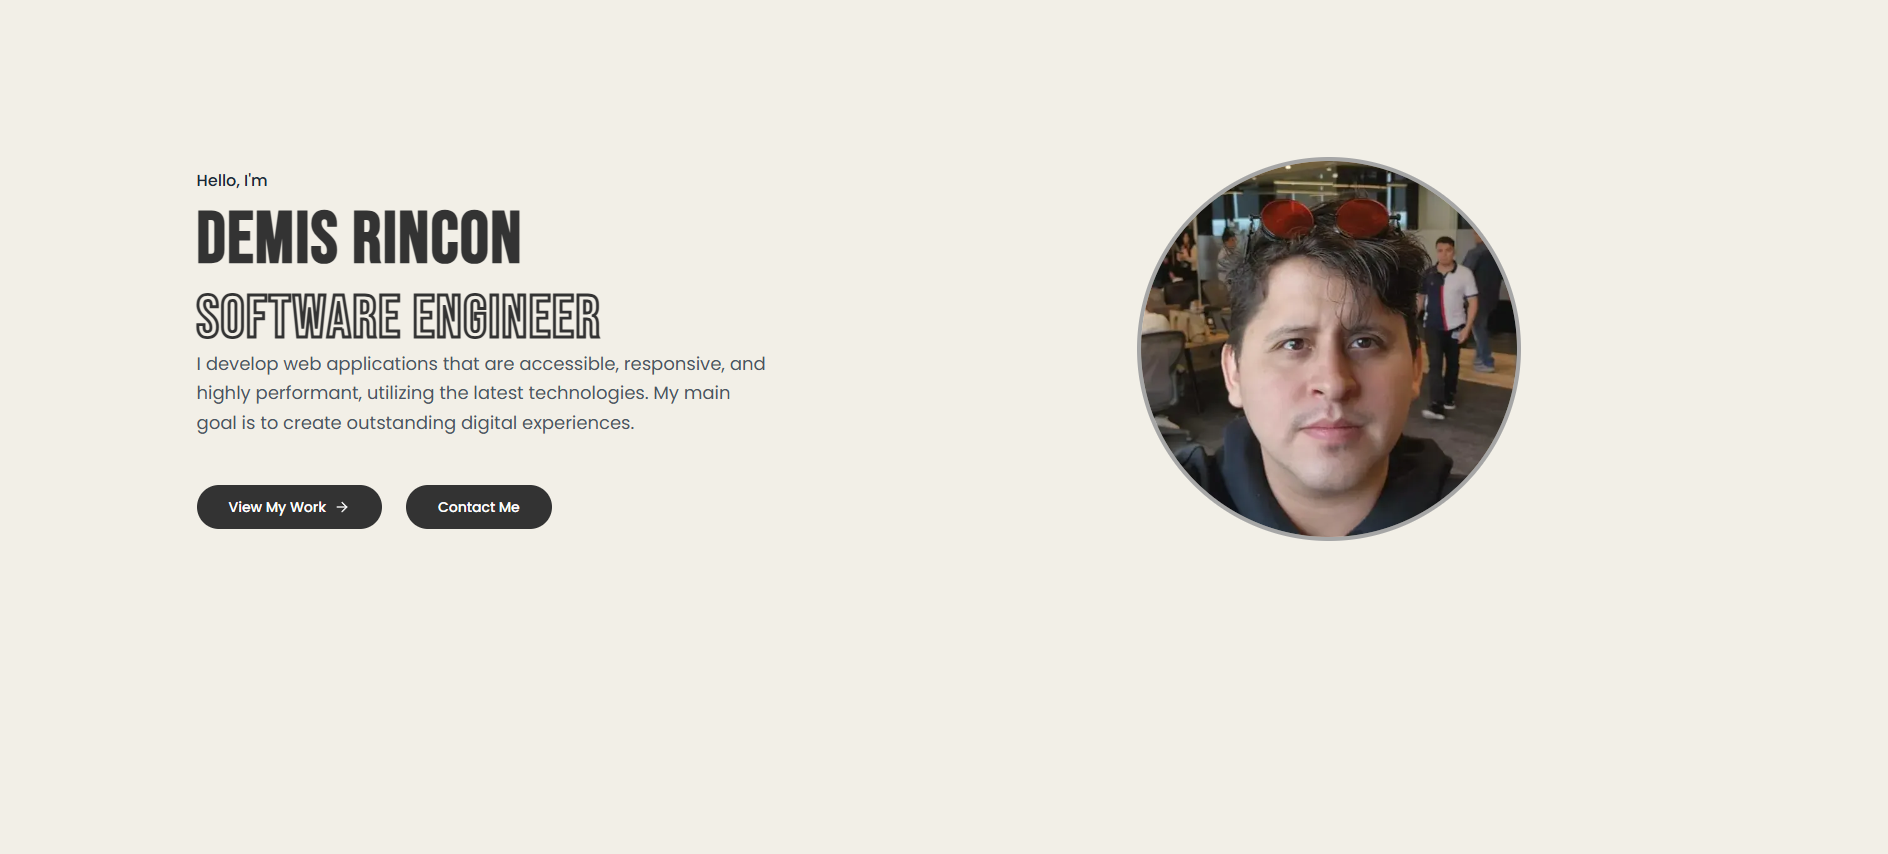 Hello, I'm
DEMIS RINCON
SOFTWARE ENGINEER
I develop web applications that are accessible, responsive, and
highly performant, utilizing the latest technologies. My main
goal is to create outstanding digital experiences.
View My Work →
Contact Me